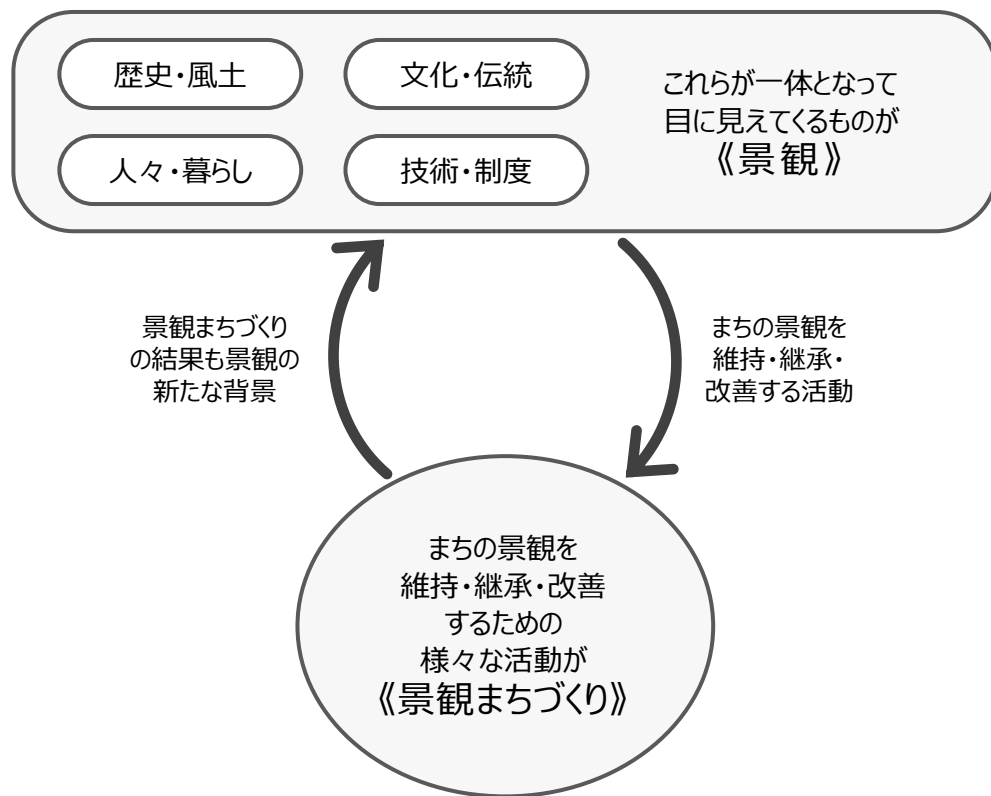 歴史・風土
文化・伝統
人々・暮らし
技術・制度
これらが一体となって
目に見えてくるものが
《景観》
景観まちづくり
の結果も景観の
新たな背景
まちの景観を
維持・継承・
改善する活動
まちの景観を
維持・継承・改善
するための
様々な活動が
《景観まちづくり》